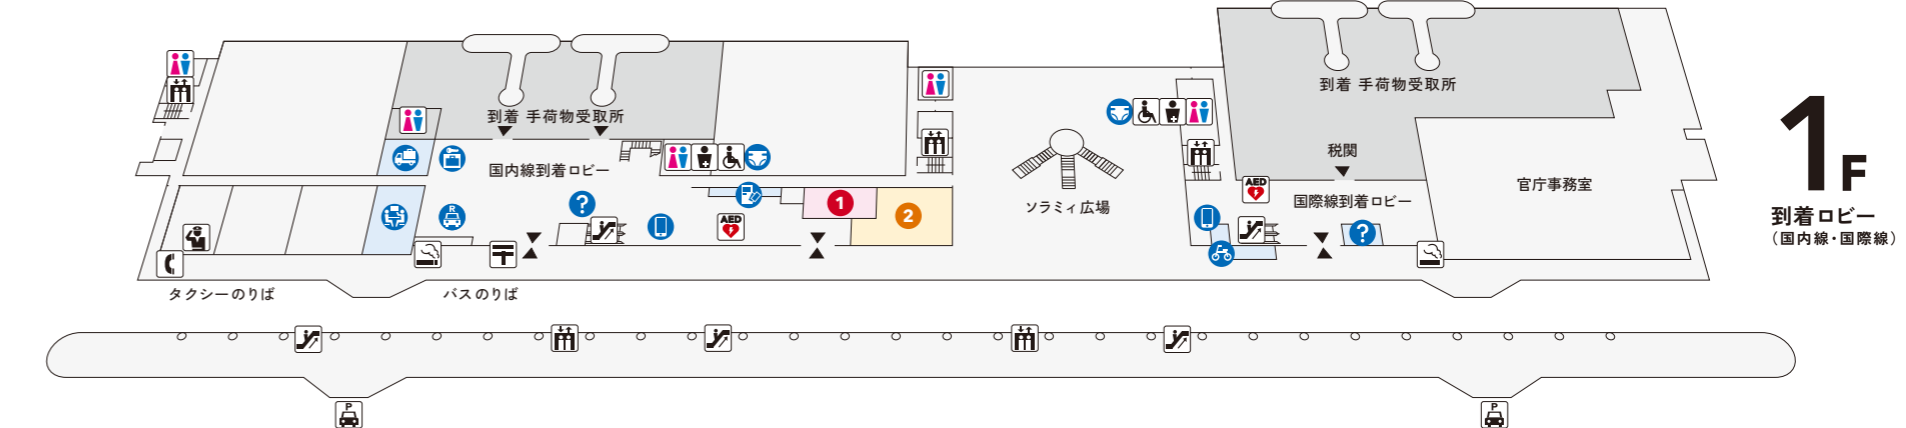 到着 手荷物受取所
到着 手荷物受取所
国内線到着ロビー
税関
官庁事務室
AED
国際線到着ロビー
ソラミィ広場
R
?
AED
1
2
?
タクシーのりば
バスのりば
P
P
1F
到着ロビー
（国内線・国際線）